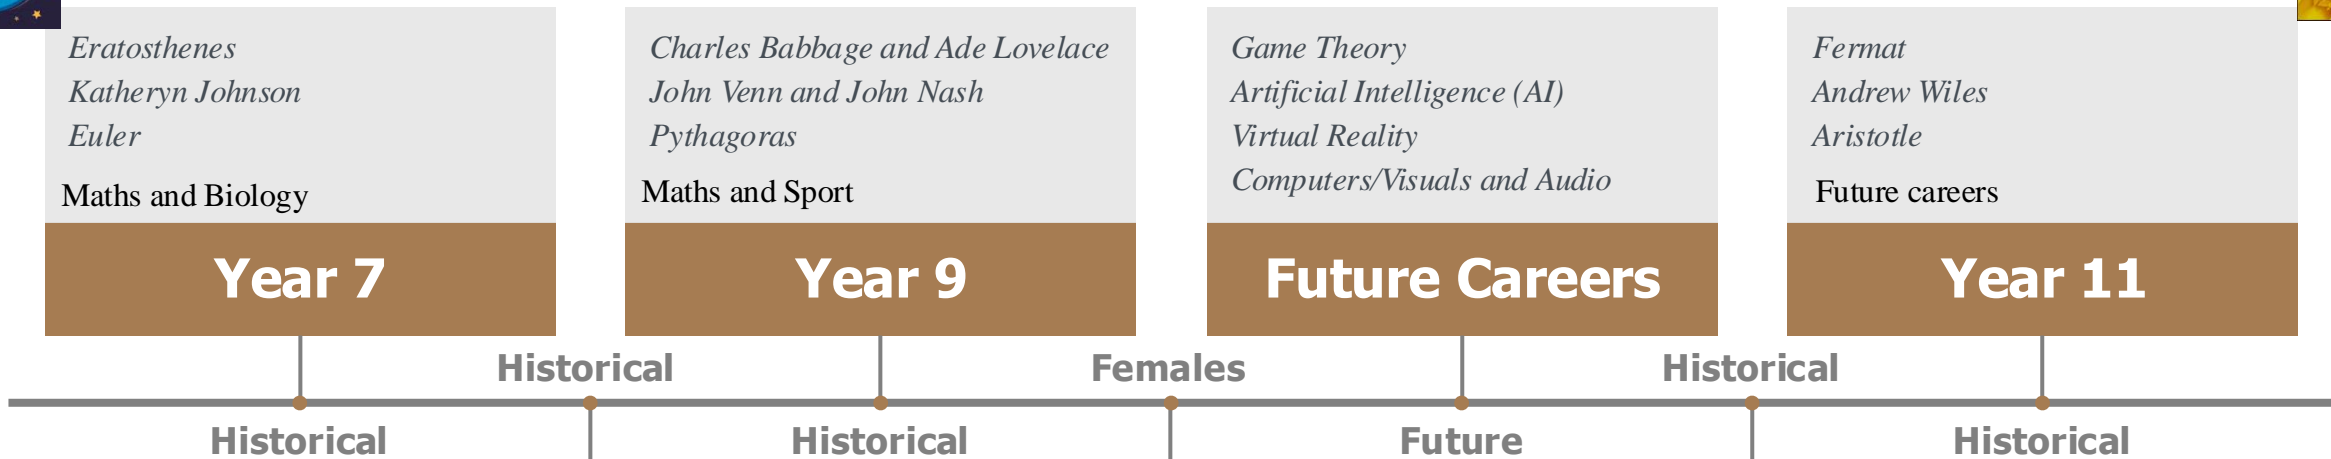 Eratosthenes
Katheryn Johnson
Euler
Maths and Biology
Year 7
Charles Babbage and Ade Lovelace
John Venn and John Nash
Pythagoras
Maths and Sport
Year 9
Game Theory
Artificial Intelligence (AI)
Virtual Reality
Computers/Visuals and Audio
Future Careers
Fermat
Andrew Wiles
Aristotle
Future careers
Year 11
Historical
Females
Historical
Historical
Historical
Future
Historical